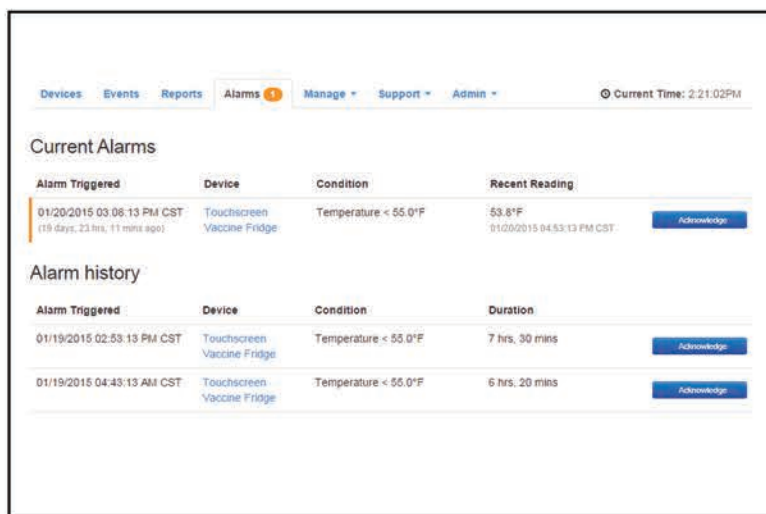 Devices Events Reports Alarms 1 Manage Support Admin Current Time: 2:21:02PM
Current Alarms
Alarm Triggered Device Condition Recent Reading
01/20/2015 03:08:13 PM CST Touchscreen Temperature < 55.0°F 53.8°F Acknowledge
(19 days, 23 hrs, 11 mins ago) Vaccine Fridge 01/20/2015 04:53:13 PM CST
Alarm history
Alarm Triggered Device Condition Duration
01/19/2015 02:53:13 PM CST Touchscreen Temperature < 55.0°F 7 hrs, 30 mins Acknowledge
Vaccine Fridge
01/19/2015 04:43:13 AM CST Touchscreen Temperature < 55.0°F 6 hrs, 20 mins Acknowledge
Vaccine Fridge